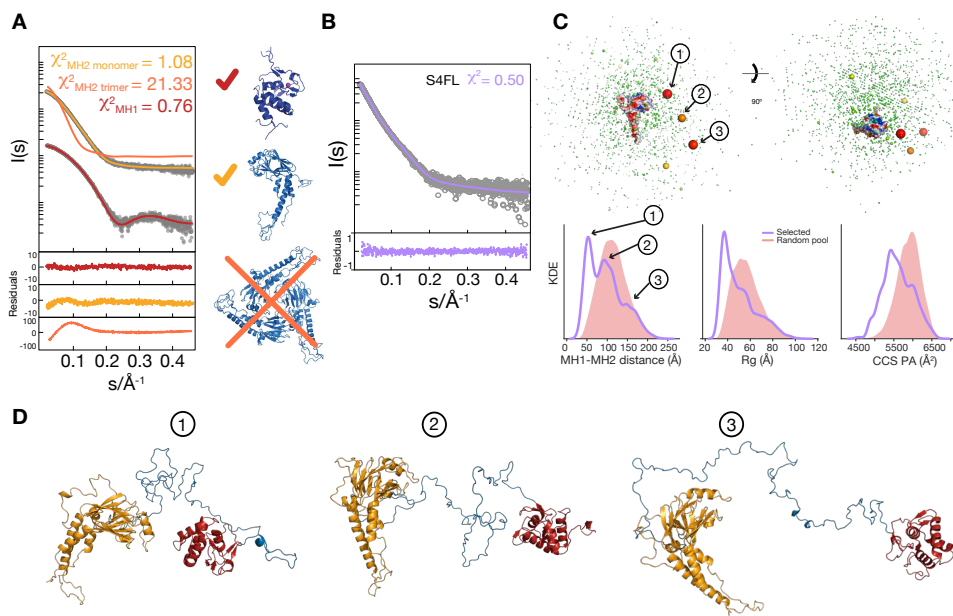 A
χ²MH2 monomer = 1.08
χ²MH2 trimer = 21.33
χ²MH1 = 0.76
I(s)
Residuals
10
0
-10
10
0
-10
100
0
-100
0.1 0.2 0.3 0.4
s/Å-1
B
S4FL χ²= 0.50
I(s)
Residuals
1
-1
0.1 0.2 0.3 0.4
s/Å-1
C
1
2
3
90°
KDE
1
2
3
0 50 100 150 200 250
MH1-MH2 distance (Å)
Selected
Random pool
20 40 60 80 100 120
Rg (Å)
4500 5500 6500
CCS PA (Å²)
D
1
2
3